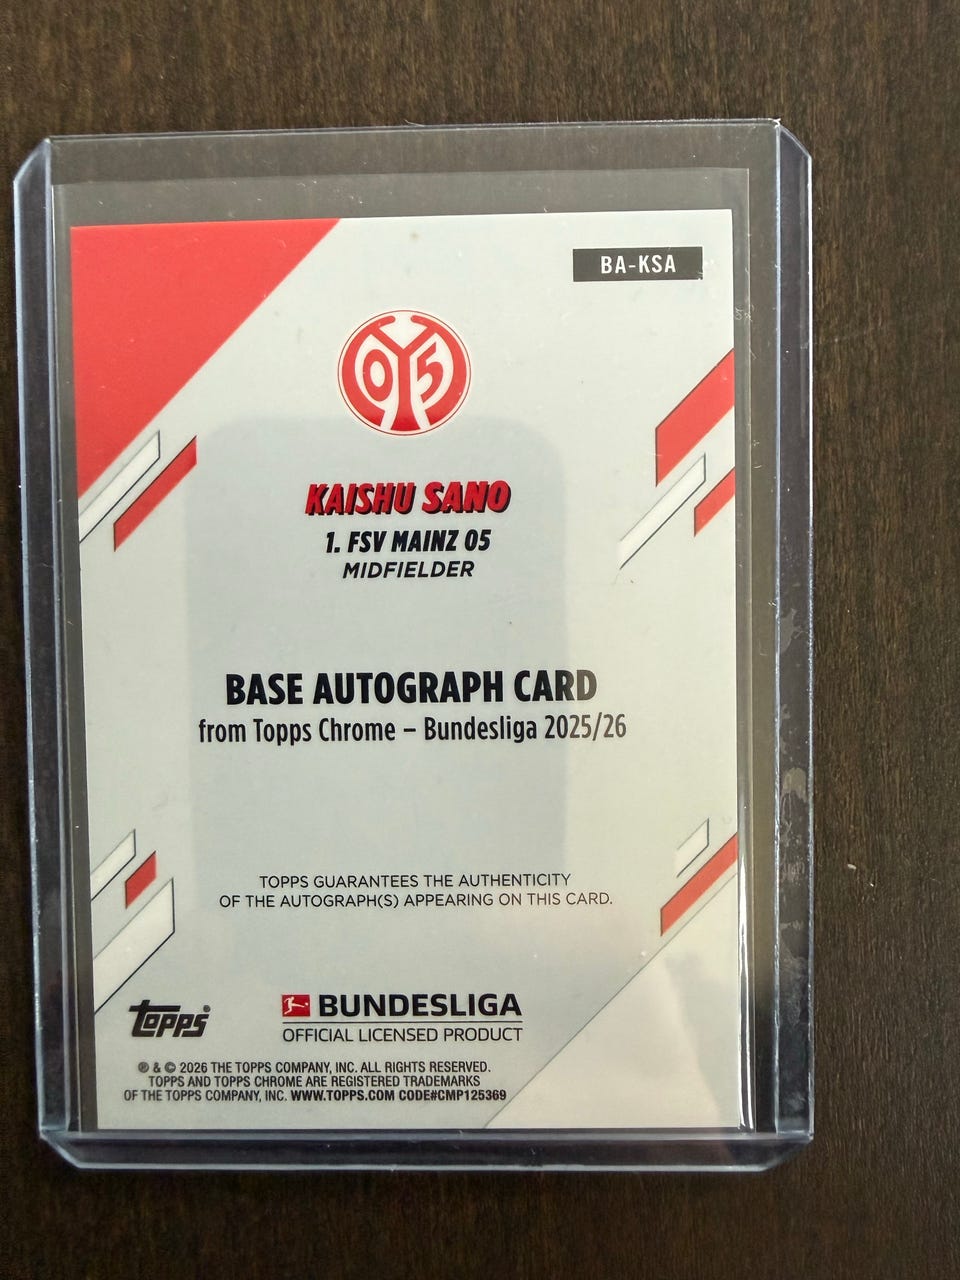 BA-KSA
05
KAISHU SANO
1. FSV MAINZ 05
MIDFIELDER
BASE AUTOGRAPH CARD
from Topps Chrome – Bundesliga 2025/26
TOPPS GUARANTEES THE AUTHENTICITY
OF THE AUTOGRAPH(S) APPEARING ON THIS CARD.
topps®
BUNDESLIGA
OFFICIAL LICENSED PRODUCT
® & © 2026 THE TOPPS COMPANY, INC. ALL RIGHTS RESERVED.
TOPPS AND TOPPS CHROME ARE REGISTERED TRADEMARKS
OF THE TOPPS COMPANY, INC. WWW.TOPPS.COM CODE#CMP125369